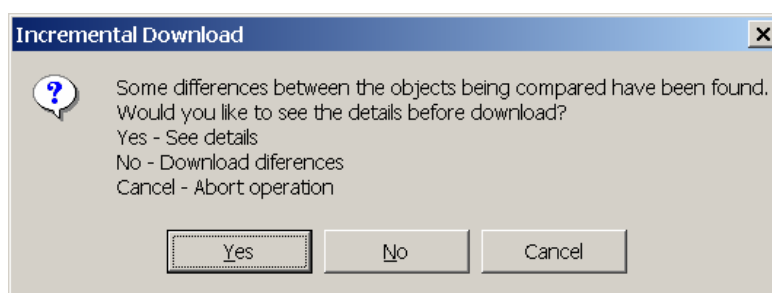 Incremental Download
Some differences between the objects being compared have been found.
Would you like to see the details before download?
Yes - See details
No - Download diferences
Cancel - Abort operation
Yes No Cancel